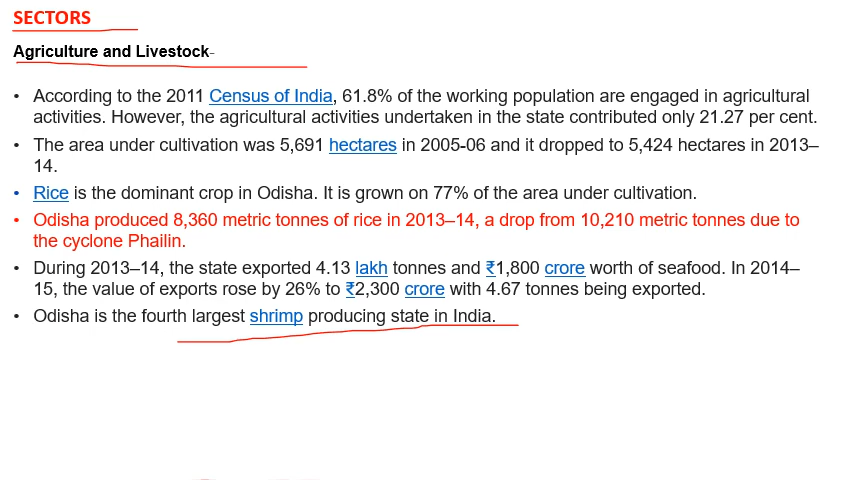 SECTORS
Agriculture and Livestock-
• According to the 2011 Census of India, 61.8% of the working population are engaged in agricultural
activities. However, the agricultural activities undertaken in the state contributed only 21.27 per cent.
• The area under cultivation was 5,691 hectares in 2005-06 and it dropped to 5,424 hectares in 2013–
14.
• Rice is the dominant crop in Odisha. It is grown on 77% of the area under cultivation.
• Odisha produced 8,360 metric tonnes of rice in 2013–14, a drop from 10,210 metric tonnes due to
the cyclone Phailin.
• During 2013–14, the state exported 4.13 lakh tonnes and ₹1,800 crore worth of seafood. In 2014–
15, the value of exports rose by 26% to ₹2,300 crore with 4.67 tonnes being exported.
• Odisha is the fourth largest shrimp producing state in India.